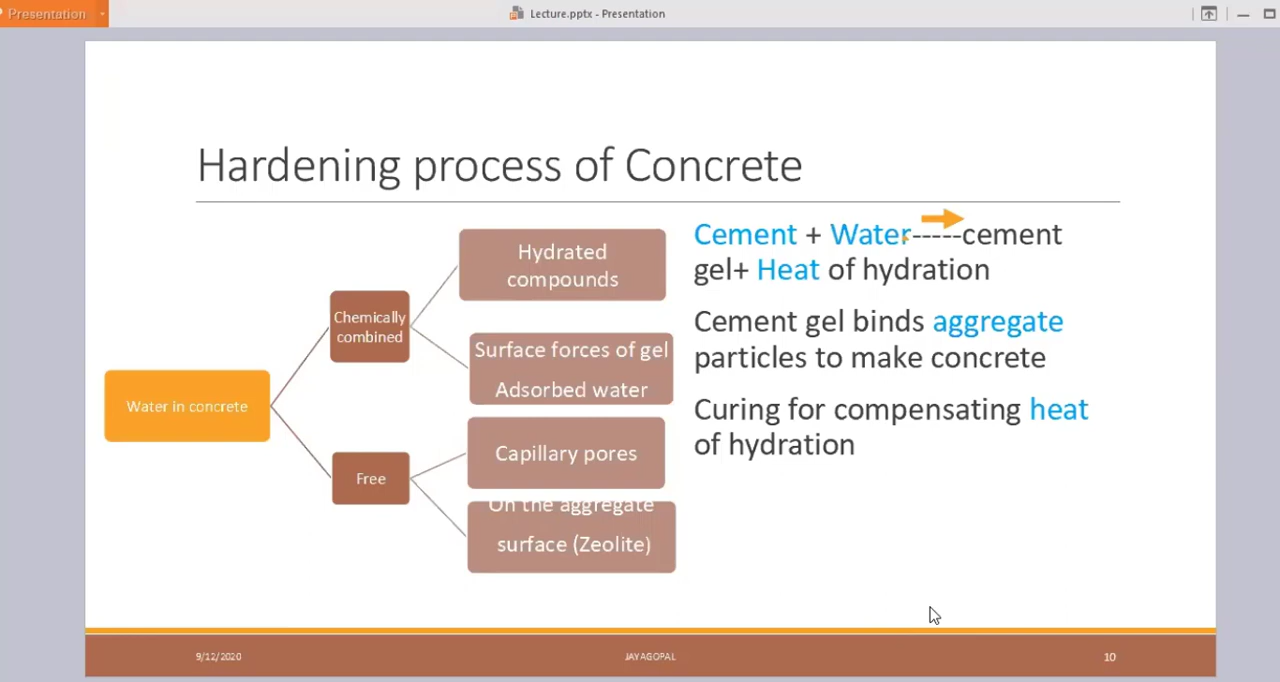 Presentation
Lecture.pptx - Presentation
Hardening process of Concrete
Water in concrete
Chemically
combined
Free
Hydrated
compounds
Surface forces of gel
Adsorbed water
Capillary pores
On the aggregate
surface (Zeolite)
Cement + Water-----cement
gel+ Heat of hydration
Cement gel binds aggregate
particles to make concrete
Curing for compensating heat
of hydration
9/12/2020
JAYAGOPAL
10